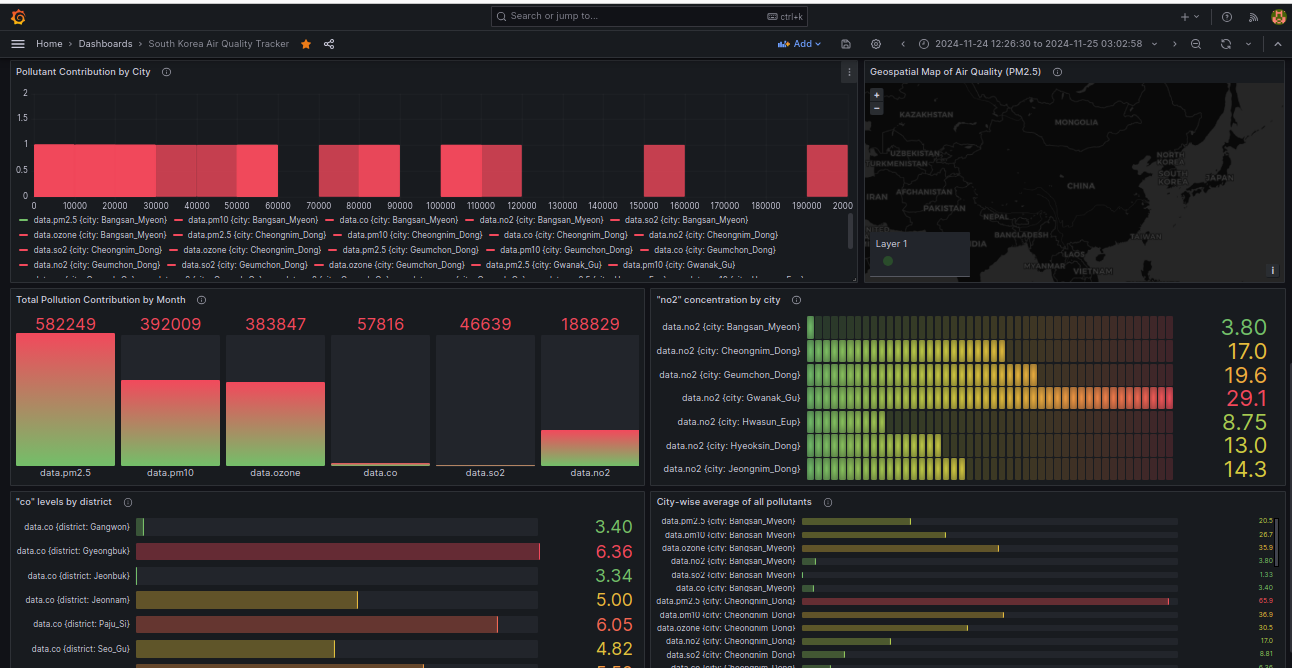 Search or jump to...
ctrl+k
Home › Dashboards › South Korea Air Quality Tracker
Add
2024-11-24 12:26:30 to 2024-11-25 03:02:58
Pollutant Contribution by City
2
1.5
1
0.5
0
0 10000 20000 30000 40000 50000 60000 70000 80000 90000 100000 110000 120000 130000 140000 150000 160000 170000 180000 190000 2000
data.pm2.5 {city: Bangsan_Myeon} data.pm10 {city: Bangsan_Myeon} data.co {city: Bangsan_Myeon} data.no2 {city: Bangsan_Myeon} data.so2 {city: Bangsan_Myeon}
data.ozone {city: Bangsan_Myeon} data.pm2.5 {city: Cheongnim_Dong} data.pm10 {city: Cheongnim_Dong} data.co {city: Cheongnim_Dong} data.no2 {city: Cheongnim_Dong}
data.so2 {city: Cheongnim_Dong} data.ozone {city: Cheongnim_Dong} data.pm2.5 {city: Geumchon_Dong} data.pm10 {city: Geumchon_Dong} data.co {city: Geumchon_Dong}
data.no2 {city: Geumchon_Dong} data.so2 {city: Geumchon_Dong} data.ozone {city: Geumchon_Dong} data.pm2.5 {city: Gwanak_Gu} data.pm10 {city: Gwanak_Gu}
Geospatial Map of Air Quality (PM2.5)
+
−
KAZAKHSTAN
MONGOLIA
UZBEKISTAN
URKMENISTAN
NORTH
KOREA
SOUTH
KOREA
JAPAN
CHINA
IRAN
AFGHANISTAN
PAKISTAN
NEPAL
BANGLADESH
TAIWAN
DIA
LAOS
MYANMAR
VIETNAM
Layer 1
i
Total Pollution Contribution by Month
582249 392009 383847 57816 46639 188829
data.pm2.5 data.pm10 data.ozone data.co data.so2 data.no2
"no2" concentration by city
data.no2 {city: Bangsan_Myeon} 3.80
data.no2 {city: Cheongnim_Dong} 17.0
data.no2 {city: Geumchon_Dong} 19.6
data.no2 {city: Gwanak_Gu} 29.1
data.no2 {city: Hwasun_Eup} 8.75
data.no2 {city: Hyeoksin_Dong} 13.0
data.no2 {city: Jeongnim_Dong} 14.3
"co" levels by district
data.co {district: Gangwon} 3.40
data.co {district: Gyeongbuk} 6.36
data.co {district: Jeonbuk} 3.34
data.co {district: Jeonnam} 5.00
data.co {district: Paju_Si} 6.05
data.co {district: Seo_Gu} 4.82
City-wise average of all pollutants
data.pm2.5 {city: Bangsan_Myeon} 20.5
data.pm10 {city: Bangsan_Myeon} 26.7
data.ozone {city: Bangsan_Myeon} 35.9
data.no2 {city: Bangsan_Myeon} 3.80
data.so2 {city: Bangsan_Myeon} 1.33
data.co {city: Bangsan_Myeon} 3.40
data.pm2.5 {city: Cheongnim_Dong} 65.9
data.pm10 {city: Cheongnim_Dong} 36.9
data.ozone {city: Cheongnim_Dong} 30.5
data.no2 {city: Cheongnim_Dong} 17.0
data.so2 {city: Cheongnim_Dong} 8.81
data.co {city: Cheongnim_Dong} 6.36